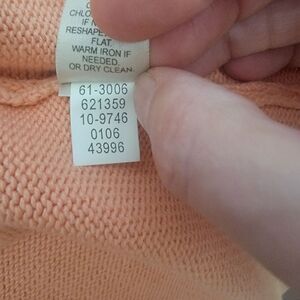 CHLO
IF N
RESHAPE
FLAT.
WARM IRON IF
NEEDED.
OR DRY CLEAN.
61-3006
621359
10-9746
0106
43996